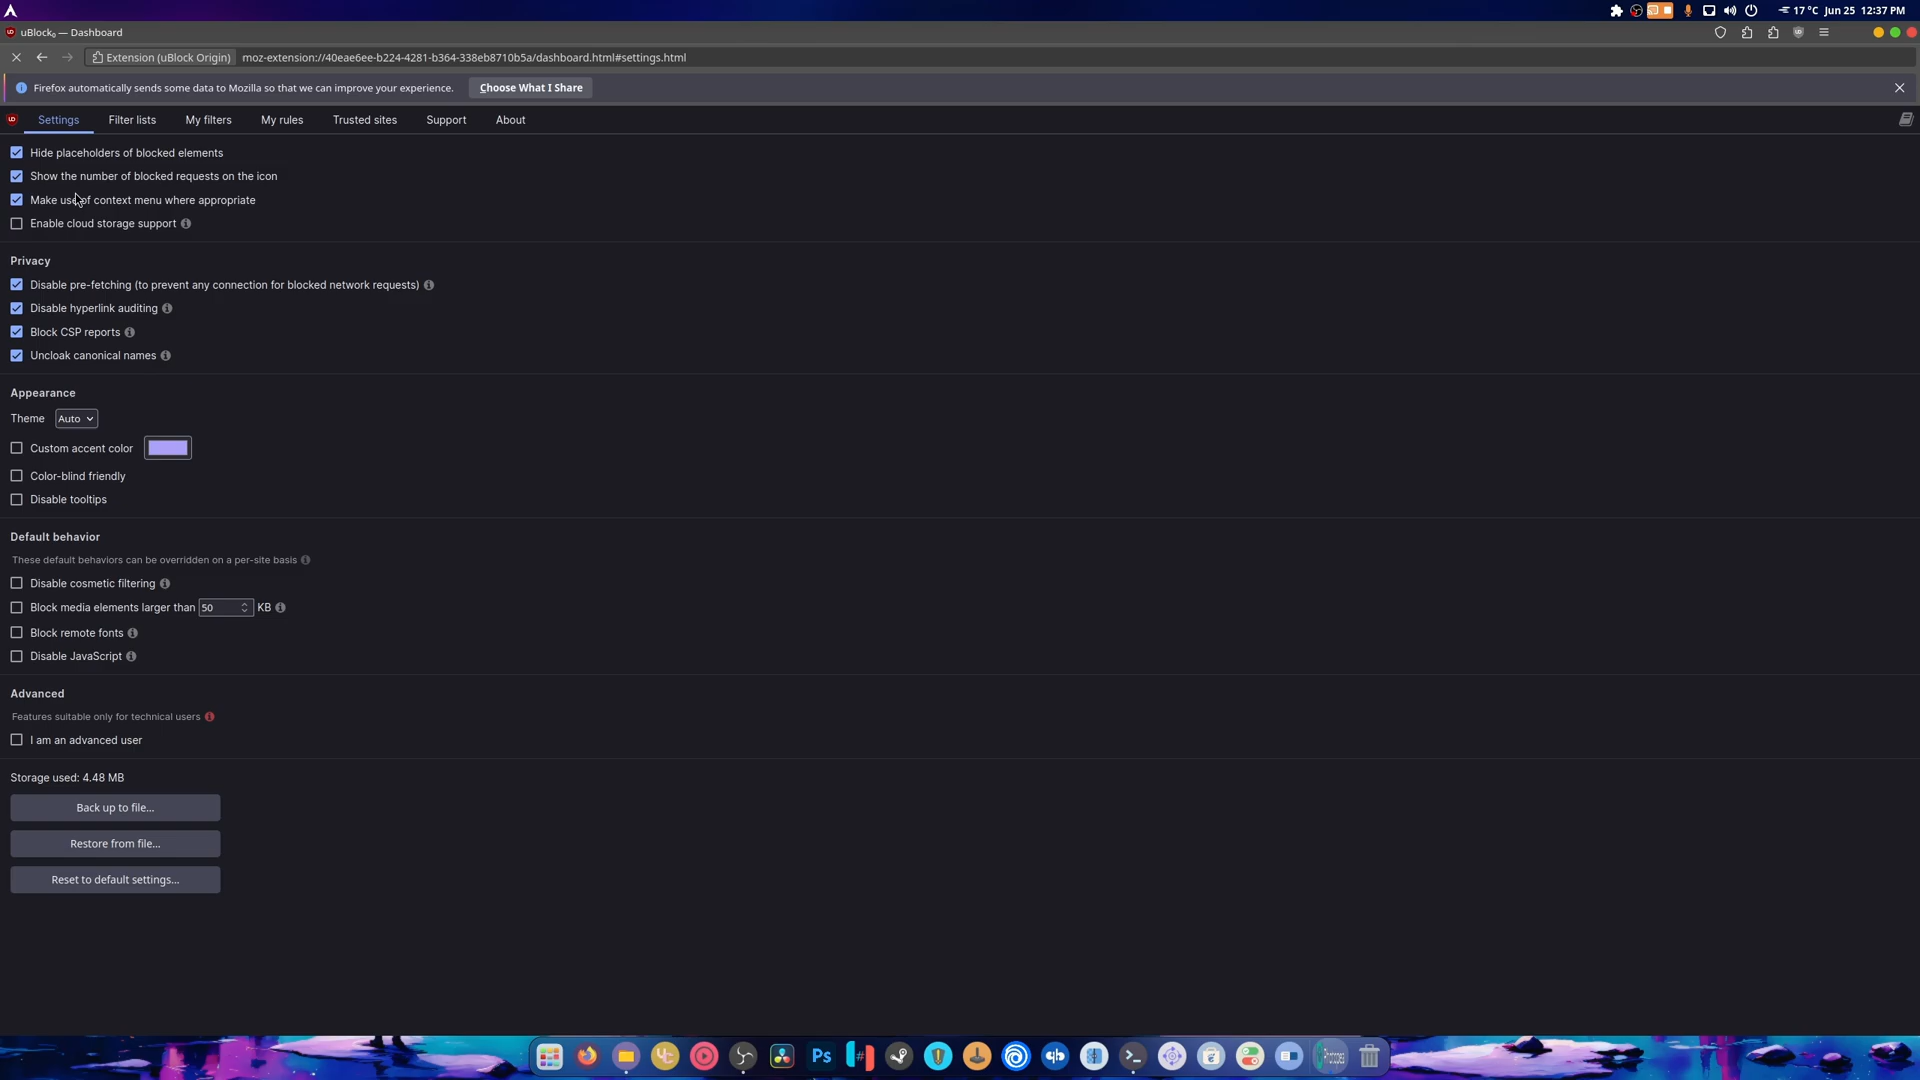 17 °C Jun 25 12:37 PM
uBlock₀ — Dashboard
Extension (uBlock Origin) moz-extension://40eae6ee-b224-4281-b364-338eb8710b5a/dashboard.html#settings.html
Firefox automatically sends some data to Mozilla so that we can improve your experience. Choose What I Share
Settings Filter lists My filters My rules Trusted sites Support About
Hide placeholders of blocked elements
Show the number of blocked requests on the icon
Make use of context menu where appropriate
Enable cloud storage support
Privacy
Disable pre-fetching (to prevent any connection for blocked network requests)
Disable hyperlink auditing
Block CSP reports
Uncloak canonical names
Appearance
Theme Auto
Custom accent color
Color-blind friendly
Disable tooltips
Default behavior
These default behaviors can be overridden on a per-site basis
Disable cosmetic filtering
Block media elements larger than 50 KB
Block remote fonts
Disable JavaScript
Advanced
Features suitable only for technical users
I am an advanced user
Storage used: 4.48 MB
Back up to file...
Restore from file...
Reset to default settings...
Ps
qb